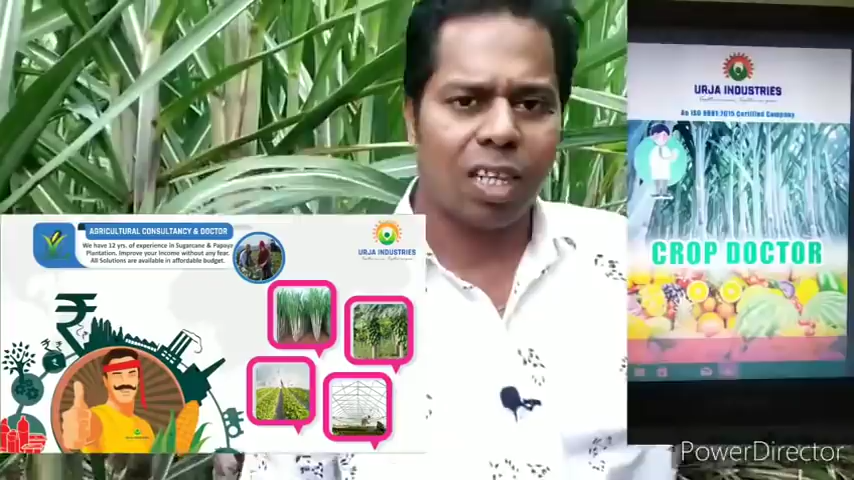 AGRICULTURAL CONSULTANCY & DOCTOR
We have 12 yrs. of experience in Sugarcane & Papaya
Plantation. Improve your Income without any fear.
All Solutions are available in affordable budget.
URJA INDUSTRIES
URJA INDUSTRIES
An ISO 9001:2015 Certified Company
CROP DOCTOR
PowerDirector